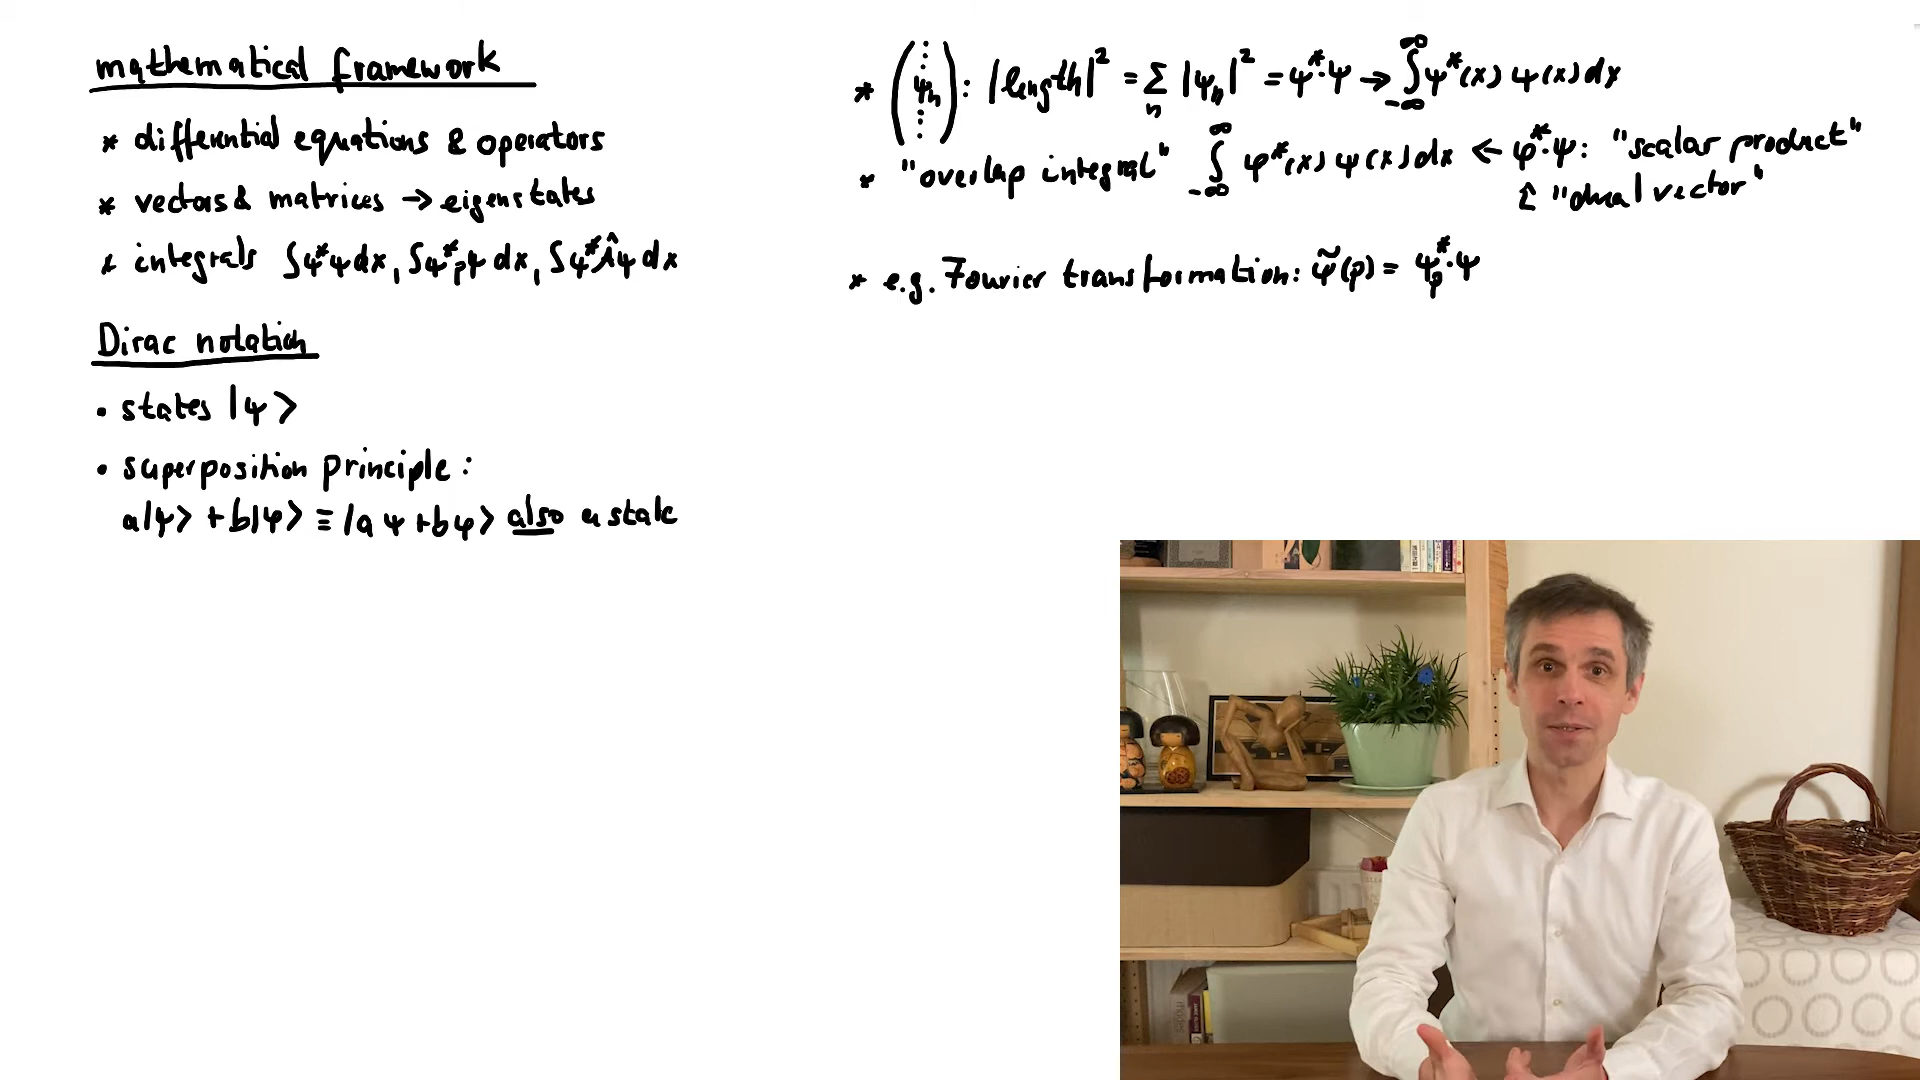 mathematical framework
* differential equations & operators
* vectors & matrices → eigenstates
* integrals ∫ψ*ψdx, ∫ψ*ₚψ dx, ∫ψ*Âψ dx
Dirac notation
• states |ψ>
• superposition principle:
a|ψ> + b|φ> ≡ |aψ+bφ> also a state
* (⋮ ψₙ ⋮): |length|² = Σₙ |ψₙ|² = ψ*·ψ → ∫_{-∞}^{∞} ψ*(x) ψ(x) dx
* "overlap integral" ∫_{-∞}^{∞} φ*(x) ψ(x) dx ← φ*·ψ: "scalar product"
↑ "dual vector"
* e.g. Fourier transformation: ψ̃(p) = ψₚ*·ψ